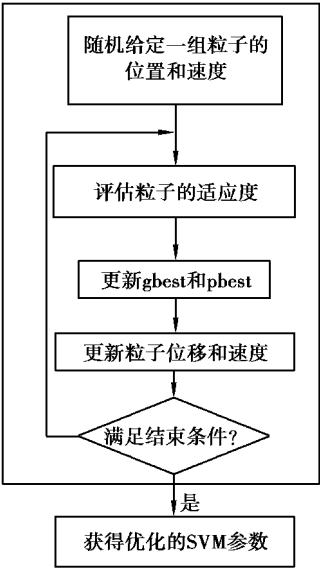 随机给定一组粒子的
位置和速度
评估粒子的适应度
更新gbest和pbest
更新粒子位移和速度
满足结束条件?
是
获得优化的SVM参数